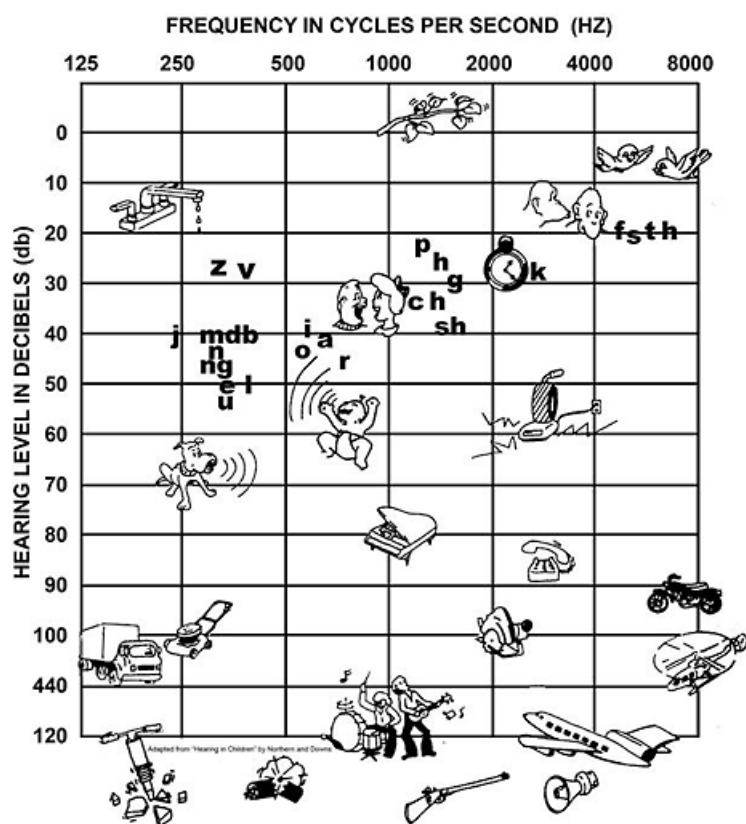 FREQUENCY IN CYCLES PER SECOND (HZ)
125 250 500 1000 2000 4000 8000
HEARING LEVEL IN DECIBELS (db)
0
10
20
f s t h
p
h
z v
k
g
30
c h
sh
40
j
mdb
i
a
n
o
r
ng
50
e l
u
60
70
80
90
100
440
120
Adapted from "Hearing in Children" by Northern and Downs